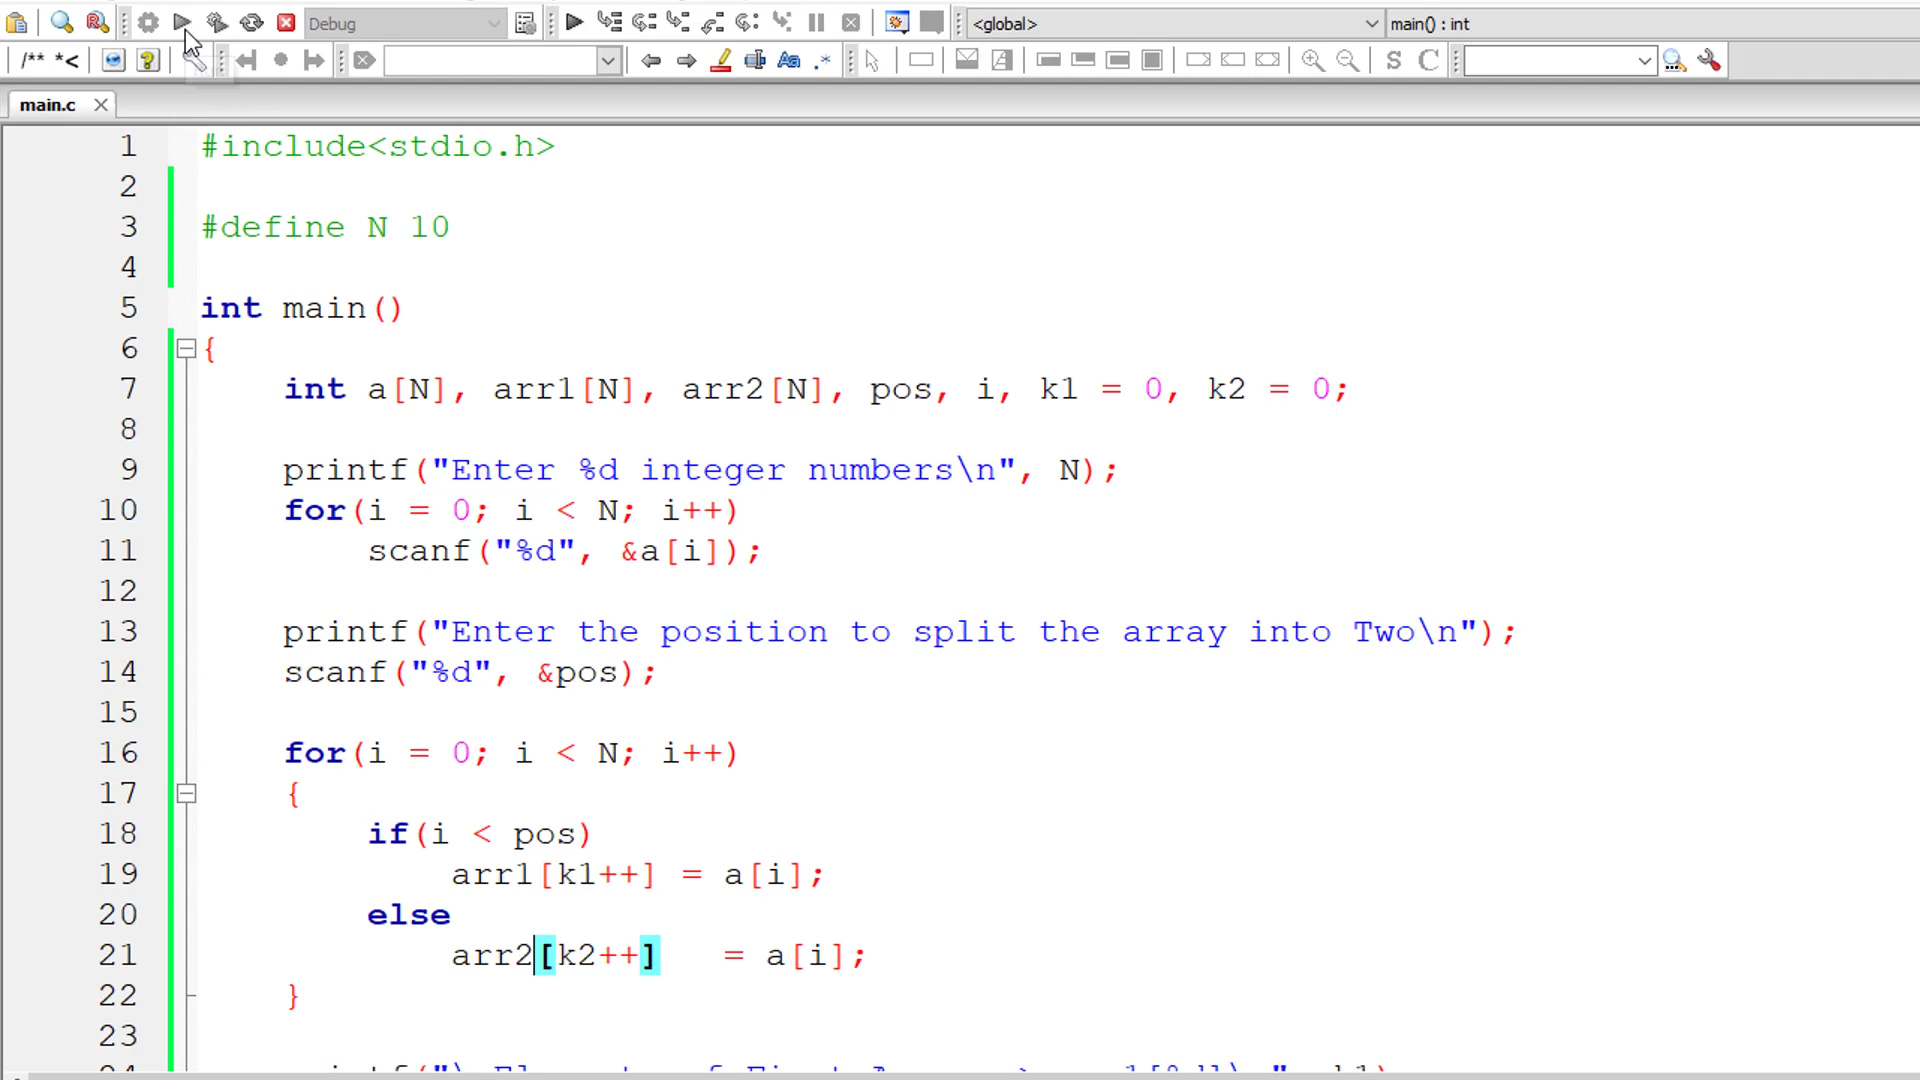 Debug <global> main() : int
/** *< Aa .* S C
main.c
1 #include<stdio.h>
2
3 #define N 10
4
5 int main()
6 {
7 int a[N], arr1[N], arr2[N], pos, i, k1 = 0, k2 = 0;
8
9 printf("Enter %d integer numbers\n", N);
10 for(i = 0; i < N; i++)
11 scanf("%d", &a[i]);
12
13 printf("Enter the position to split the array into Two\n");
14 scanf("%d", &pos);
15
16 for(i = 0; i < N; i++)
17 {
18 if(i < pos)
19 arr1[k1++] = a[i];
20 else
21 arr2[k2++] = a[i];
22 }
23